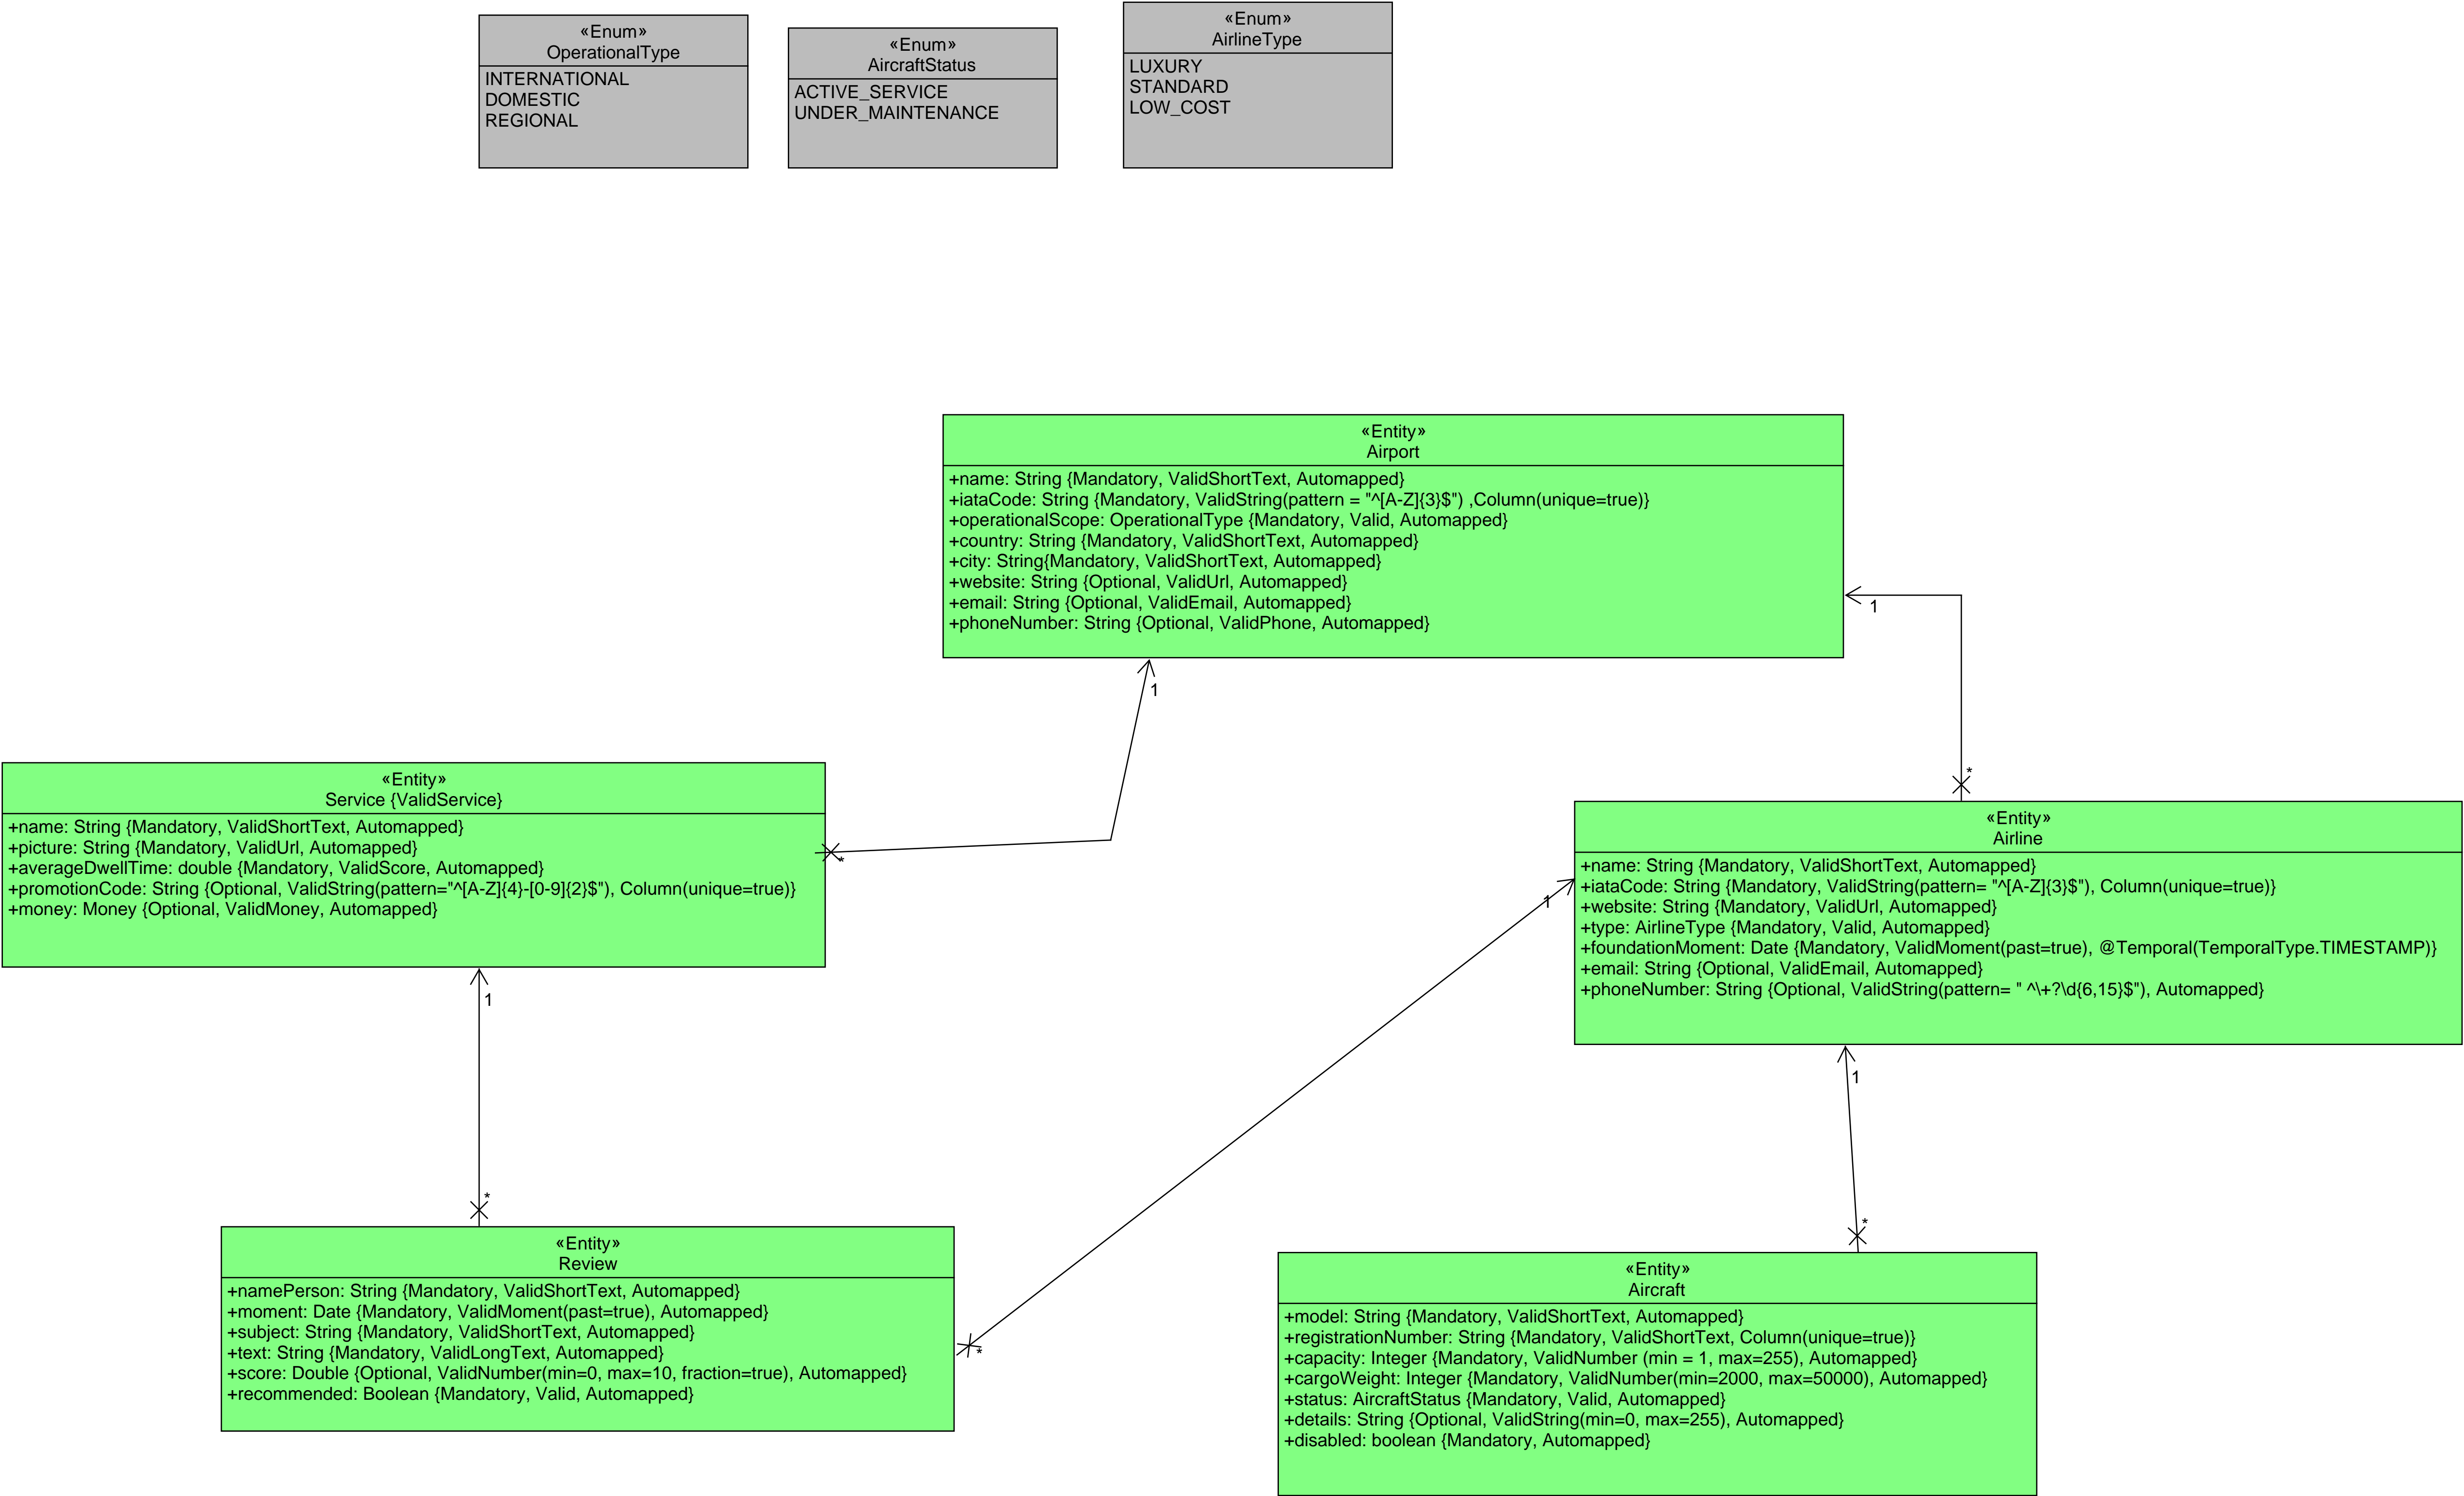 «Enum»
OperationalType
INTERNATIONAL
DOMESTIC
REGIONAL
«Enum»
AircraftStatus
ACTIVE_SERVICE
UNDER_MAINTENANCE
«Enum»
AirlineType
LUXURY
STANDARD
LOW_COST
«Entity»
Airport
+name: String {Mandatory, ValidShortText, Automapped}
+iataCode: String {Mandatory, ValidString(pattern = "^[A-Z]{3}$") ,Column(unique=true)}
+operationalScope: OperationalType {Mandatory, Valid, Automapped}
+country: String {Mandatory, ValidShortText, Automapped}
+city: String{Mandatory, ValidShortText, Automapped}
+website: String {Optional, ValidUrl, Automapped}
+email: String {Optional, ValidEmail, Automapped}
+phoneNumber: String {Optional, ValidPhone, Automapped}
1
1
*
*
«Entity»
Service {ValidService}
+name: String {Mandatory, ValidShortText, Automapped}
+picture: String {Mandatory, ValidUrl, Automapped}
+averageDwellTime: double {Mandatory, ValidScore, Automapped}
+promotionCode: String {Optional, ValidString(pattern="^[A-Z]{4}-[0-9]{2}$"), Column(unique=true)}
+money: Money {Optional, ValidMoney, Automapped}
«Entity»
Airline
+name: String {Mandatory, ValidShortText, Automapped}
+iataCode: String {Mandatory, ValidString(pattern= "^[A-Z]{3}$"), Column(unique=true)}
+website: String {Mandatory, ValidUrl, Automapped}
+type: AirlineType {Mandatory, Valid, Automapped}
+foundationMoment: Date {Mandatory, ValidMoment(past=true), @Temporal(TemporalType.TIMESTAMP)}
+email: String {Optional, ValidEmail, Automapped}
+phoneNumber: String {Optional, ValidString(pattern= " ^\+?\d{6,15}$"), Automapped}
1
1
1
*
*
*
«Entity»
Review
+namePerson: String {Mandatory, ValidShortText, Automapped}
+moment: Date {Mandatory, ValidMoment(past=true), Automapped}
+subject: String {Mandatory, ValidShortText, Automapped}
+text: String {Mandatory, ValidLongText, Automapped}
+score: Double {Optional, ValidNumber(min=0, max=10, fraction=true), Automapped}
+recommended: Boolean {Mandatory, Valid, Automapped}
«Entity»
Aircraft
+model: String {Mandatory, ValidShortText, Automapped}
+registrationNumber: String {Mandatory, ValidShortText, Column(unique=true)}
+capacity: Integer {Mandatory, ValidNumber (min = 1, max=255), Automapped}
+cargoWeight: Integer {Mandatory, ValidNumber(min=2000, max=50000), Automapped}
+status: AircraftStatus {Mandatory, Valid, Automapped}
+details: String {Optional, ValidString(min=0, max=255), Automapped}
+disabled: boolean {Mandatory, Automapped}